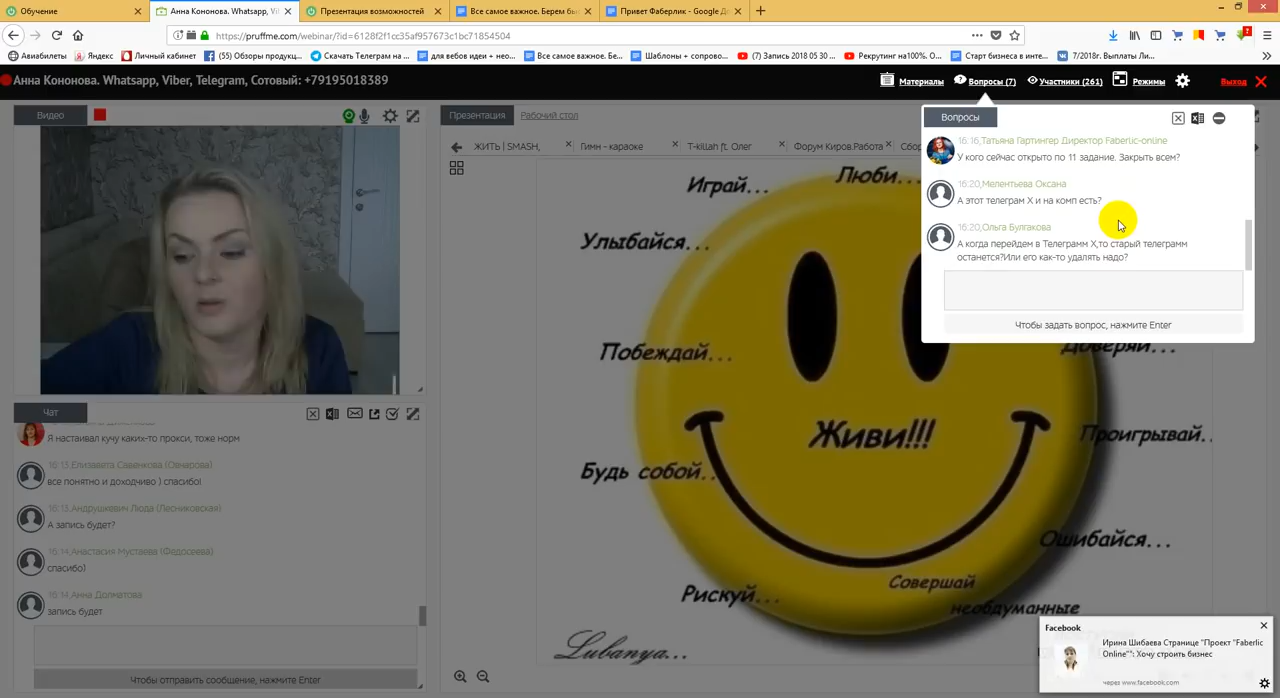 Обучение
Анна Кононова. Whatsapp, Vi
Презентация возможностей
Все самое важное. Берем бы
Привет Фаберлик - Google Д
https://pruffme.com/webinar/?id=6128f2f1cc35af957673c1bc71854504
Авиабилеты
Яндекс
Личный кабинет
(55) Обзоры продукц...
Скачать Телеграм на ...
для вебов идеи + нео...
Все самое важное. Бе...
Шаблоны + сопрово...
(7) Запись 2018 05 30 ...
Рекрутинг на100%. О...
Старт бизнеса в инте...
7/2018г. Выплаты Ли...
Анна Кононова. Whatsapp, Viber, Telegram, Сотовый: +79195018389
Материалы
Вопросы (7)
Участники (261)
Режимы
Выход
Видео
Презентация
Рабочий стол
ЖИТЬ | SMASH,
Гимн - караоке
T-killah ft. Олег
Форум Киров.Работа
Сбор
Вопросы
16:16,Татьяна Гартингер Директор Faberlic-online
У кого сейчас открыто по 11 задание. Закрыть всем?
16:20,Мелентьева Оксана
А этот телеграм X и на комп есть?
16:20,Ольга Булгакова
А когда перейдем в Телеграмм X,то старый телеграмм
останется?Или его как-то удалять надо?
Чтобы задать вопрос, нажмите Enter
Играй...
Люби...
Улыбайся...
Побеждай...
Доверяй...
Живи!!!
Проигрывай..
Будь собой..
Ошибайся...
Рискуй...
Совершай
необдуманные
Lubanya...
Чат
Я настаивал кучу каких-то прокси, тоже норм
16:13,Елизавета Савенкова (Овчарова)
все понятно и доходчиво ) спасибо!
16:13,Андрушкевич Люда (Лесниковская)
А запись будет?
16:14,Анастасия Мустаева (Федосеева)
спасибо)
16:14,Анна Долматова
запись будет
Чтобы отправить сообщение, нажмите Enter
Facebook
Ирина Шибаева Странице "Проект "Faberlic
Online"": Хочу строить бизнес
через www.facebook.com